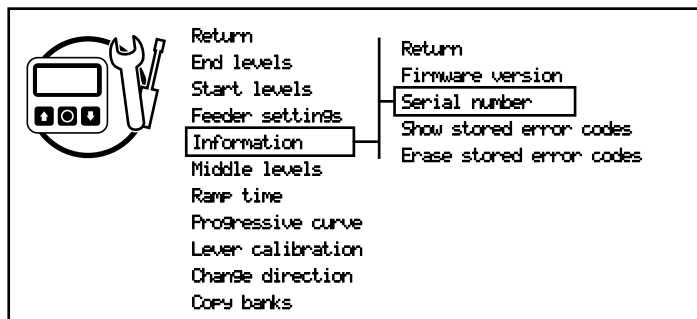 Return
End levels
Start levels
Feeder settings
Information
Middle levels
Ramp time
Progressive curve
Lever calibration
Change direction
Copy banks
Return
Firmware version
Serial number
Show stored error codes
Erase stored error codes